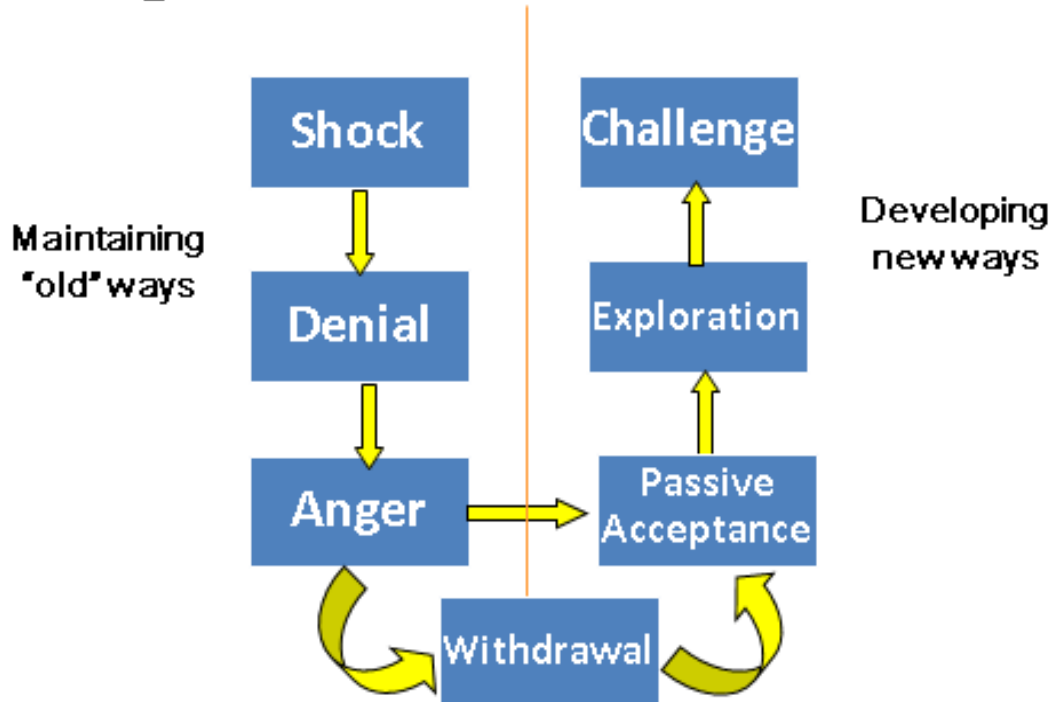 Shock
Challenge
Maintaining
"old" ways
Developing
new ways
Denial
Exploration
Anger
Passive
Acceptance
Withdrawal